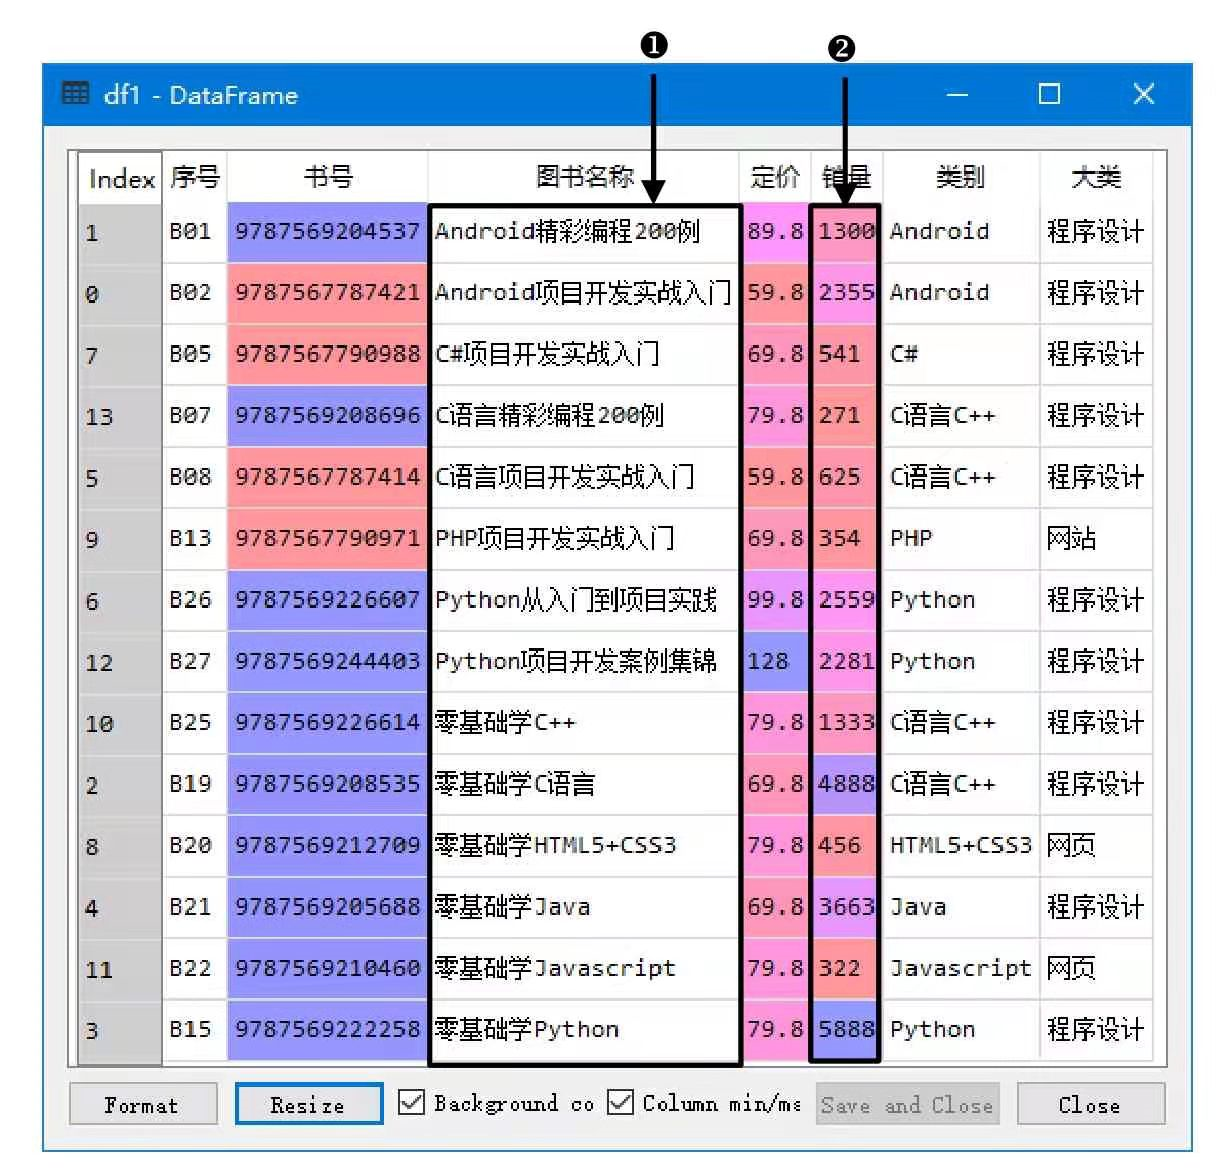 ❶ ❷
df1 - DataFrame
Index 序号 书号 图书名称 定价 销量 类别 大类
1 B01 9787569204537 Android精彩编程200例 89.8 1300 Android 程序设计
0 B02 9787567787421 Android项目开发实战入门 59.8 2355 Android 程序设计
7 B05 9787567790988 C#项目开发实战入门 69.8 541 C# 程序设计
13 B07 9787569208696 C语言精彩编程200例 79.8 271 C语言C++ 程序设计
5 B08 9787567787414 C语言项目开发实战入门 59.8 625 C语言C++ 程序设计
9 B13 9787567790971 PHP项目开发实战入门 69.8 354 PHP 网站
6 B26 9787569226607 Python从入门到项目实践 99.8 2559 Python 程序设计
12 B27 9787569244403 Python项目开发案例集锦 128 2281 Python 程序设计
10 B25 9787569226614 零基础学C++ 79.8 1333 C语言C++ 程序设计
2 B19 9787569208535 零基础学C语言 69.8 4888 C语言C++ 程序设计
8 B20 9787569212709 零基础学HTML5+CSS3 79.8 456 HTML5+CSS3 网页
4 B21 9787569205688 零基础学Java 69.8 3663 Java 程序设计
11 B22 9787569210460 零基础学Javascript 79.8 322 Javascript 网页
3 B15 9787569222258 零基础学Python 79.8 5888 Python 程序设计
Format Resize Background co Column min/ma Save and Close Close